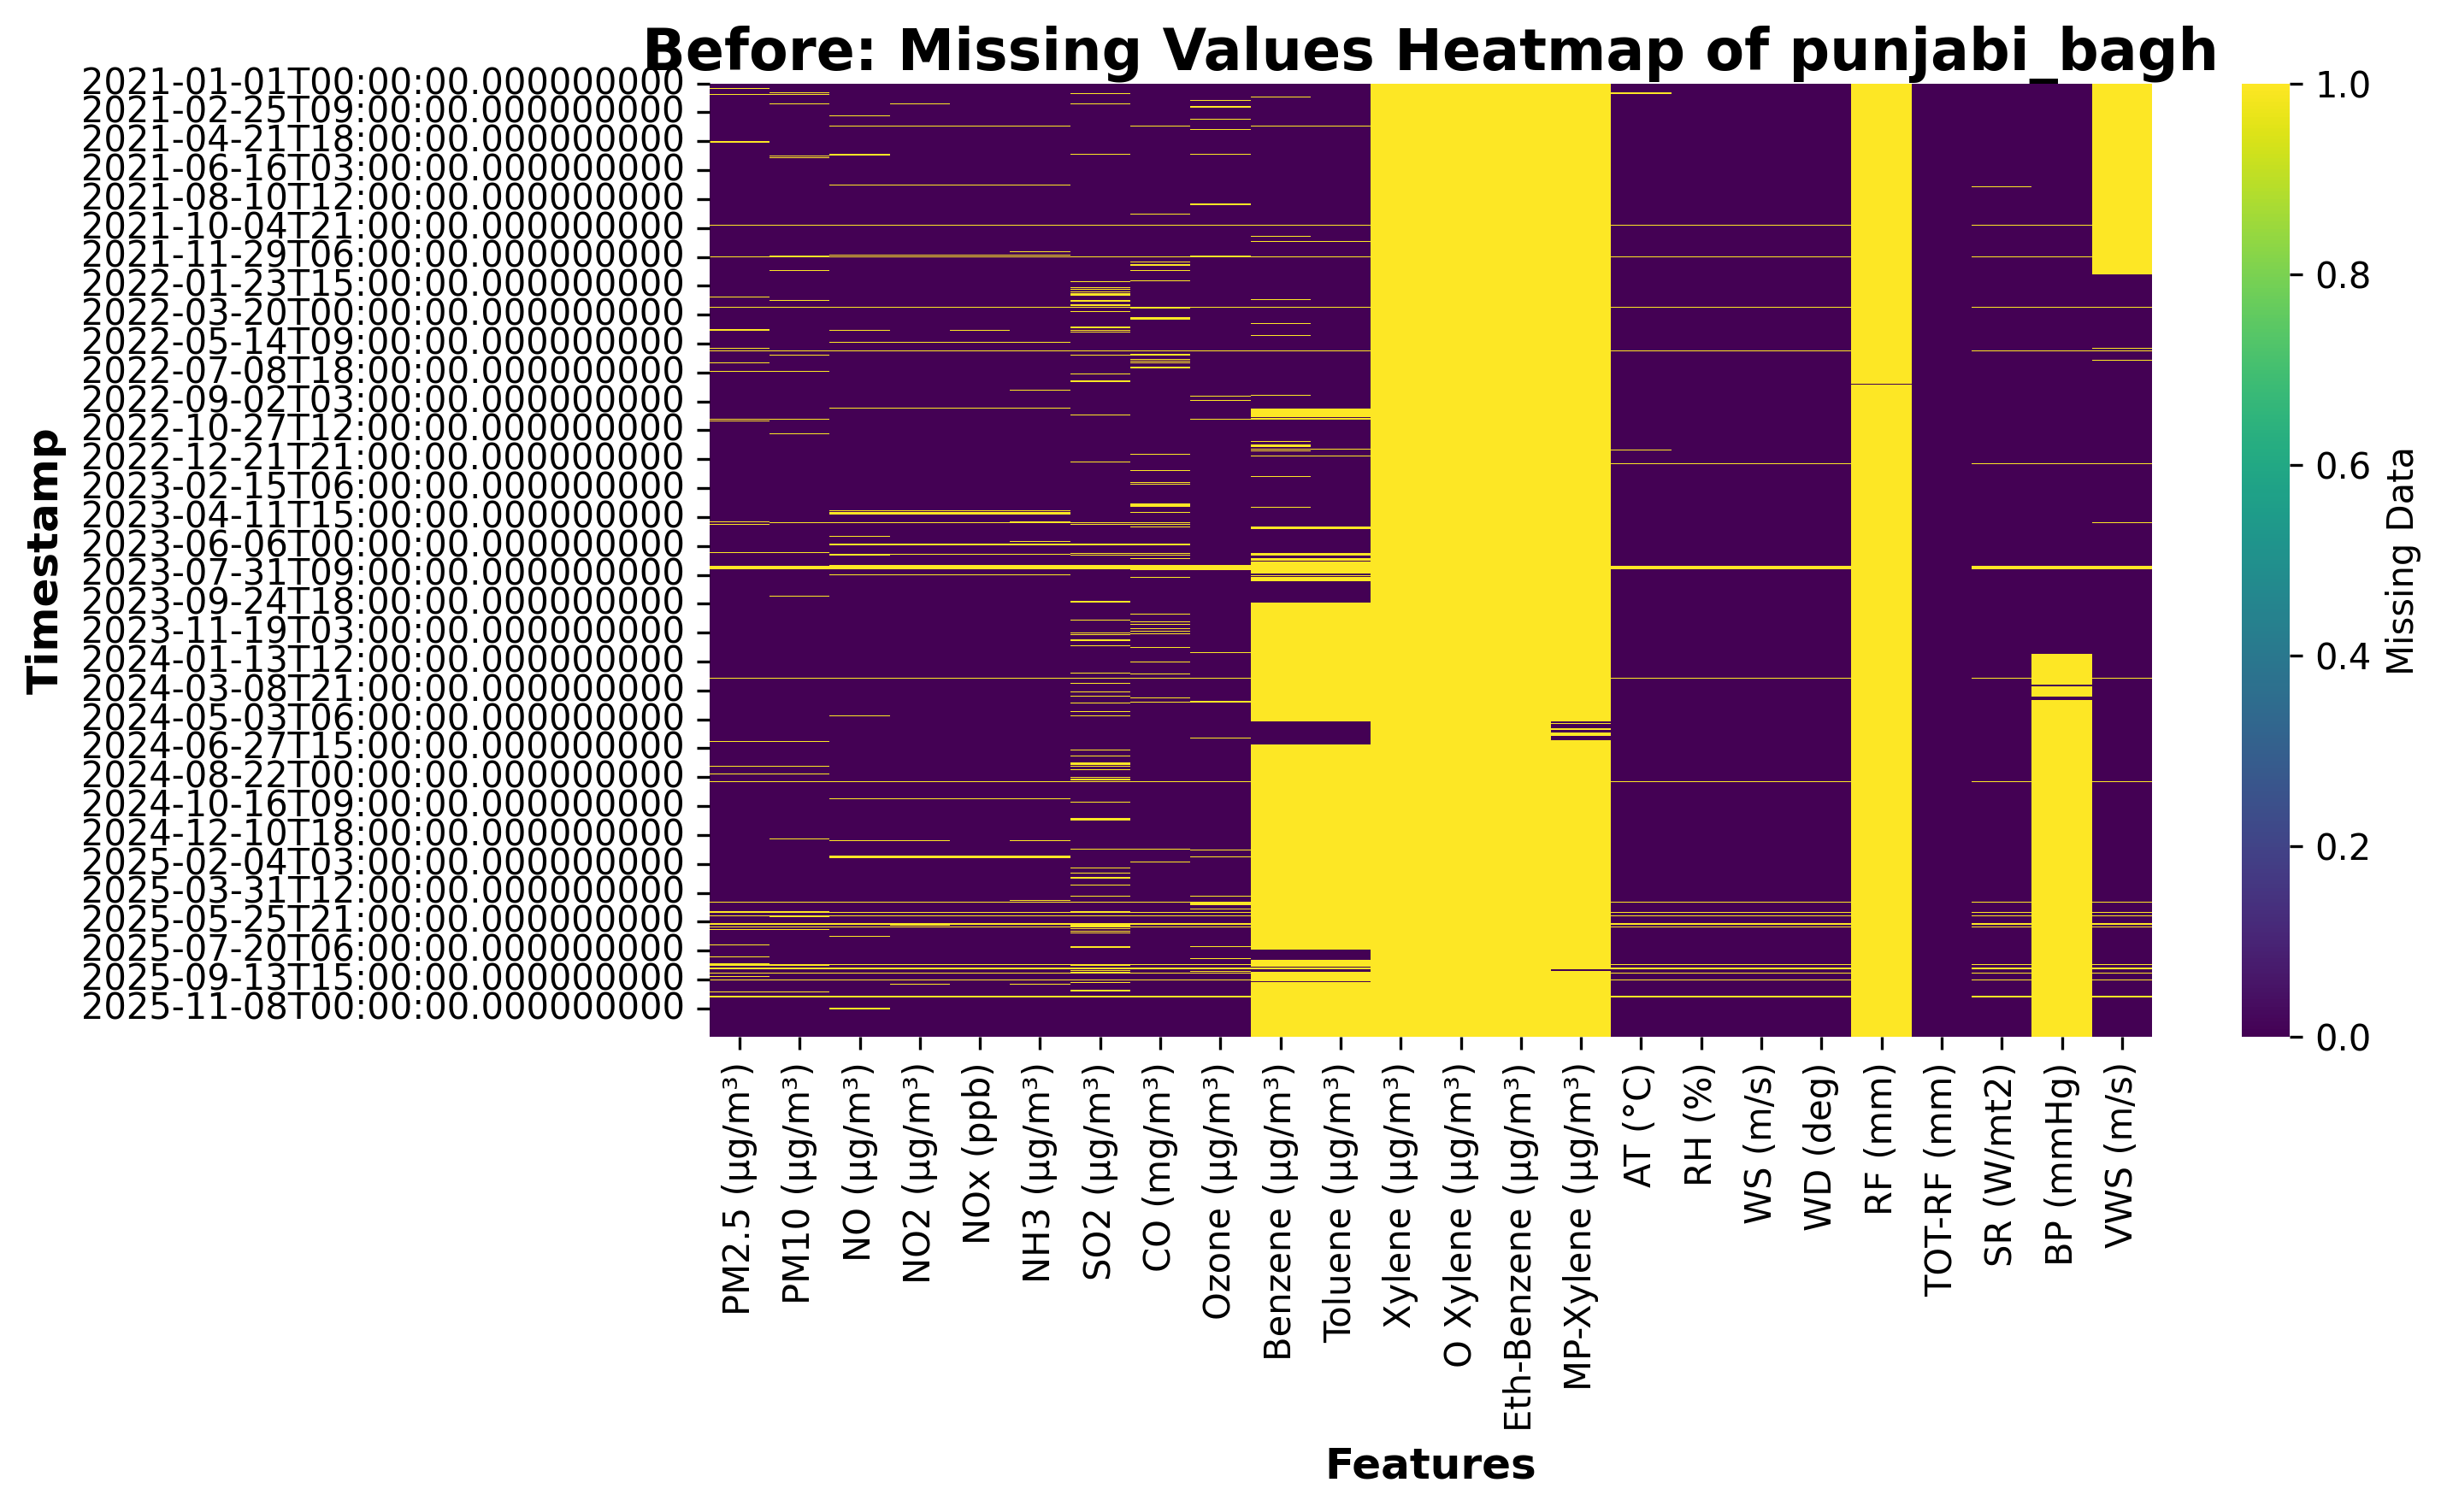 Before: Missing Values Heatmap of punjabi_bagh
Timestamp
2021-01-01T00:00:00.000000000
2021-02-25T09:00:00.000000000
2021-04-21T18:00:00.000000000
2021-06-16T03:00:00.000000000
2021-08-10T12:00:00.000000000
2021-10-04T21:00:00.000000000
2021-11-29T06:00:00.000000000
2022-01-23T15:00:00.000000000
2022-03-20T00:00:00.000000000
2022-05-14T09:00:00.000000000
2022-07-08T18:00:00.000000000
2022-09-02T03:00:00.000000000
2022-10-27T12:00:00.000000000
2022-12-21T21:00:00.000000000
2023-02-15T06:00:00.000000000
2023-04-11T15:00:00.000000000
2023-06-06T00:00:00.000000000
2023-07-31T09:00:00.000000000
2023-09-24T18:00:00.000000000
2023-11-19T03:00:00.000000000
2024-01-13T12:00:00.000000000
2024-03-08T21:00:00.000000000
2024-05-03T06:00:00.000000000
2024-06-27T15:00:00.000000000
2024-08-22T00:00:00.000000000
2024-10-16T09:00:00.000000000
2024-12-10T18:00:00.000000000
2025-02-04T03:00:00.000000000
2025-03-31T12:00:00.000000000
2025-05-25T21:00:00.000000000
2025-07-20T06:00:00.000000000
2025-09-13T15:00:00.000000000
2025-11-08T00:00:00.000000000
PM2.5 (µg/m³)
PM10 (µg/m³)
NO (µg/m³)
NO2 (µg/m³)
NOx (ppb)
NH3 (µg/m³)
SO2 (µg/m³)
CO (mg/m³)
Ozone (µg/m³)
Benzene (µg/m³)
Toluene (µg/m³)
Xylene (µg/m³)
O Xylene (µg/m³)
Eth-Benzene (µg/m³)
MP-Xylene (µg/m³)
AT (°C)
RH (%)
WS (m/s)
WD (deg)
RF (mm)
TOT-RF (mm)
SR (W/mt2)
BP (mmHg)
VWS (m/s)
Features
1.0
0.8
0.6
0.4
0.2
0.0
Missing Data